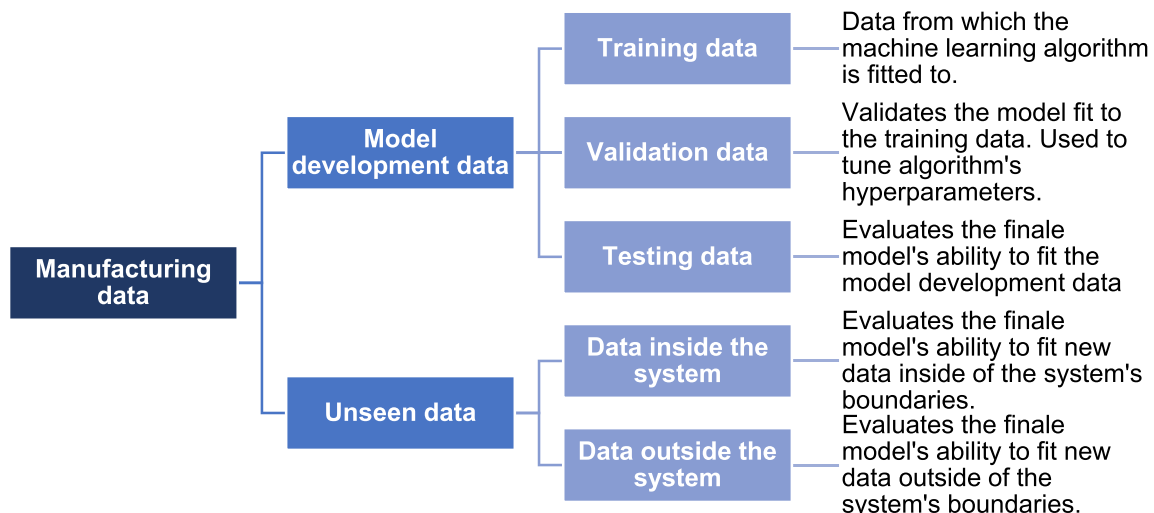 Training data
Data from which the
machine learning algorithm
is fitted to.
Model
development data
Validation data
Validates the model fit to
the training data. Used to
tune algorithm's
hyperparameters.
Testing data
Evaluates the finale
model's ability to fit the
model development data
Manufacturing
data
Unseen data
Data inside the
system
Evaluates the finale
model's ability to fit new
data inside of the system's
boundaries.
Data outside the
system
Evaluates the finale
model's ability to fit new
data outside of the
system's boundaries.